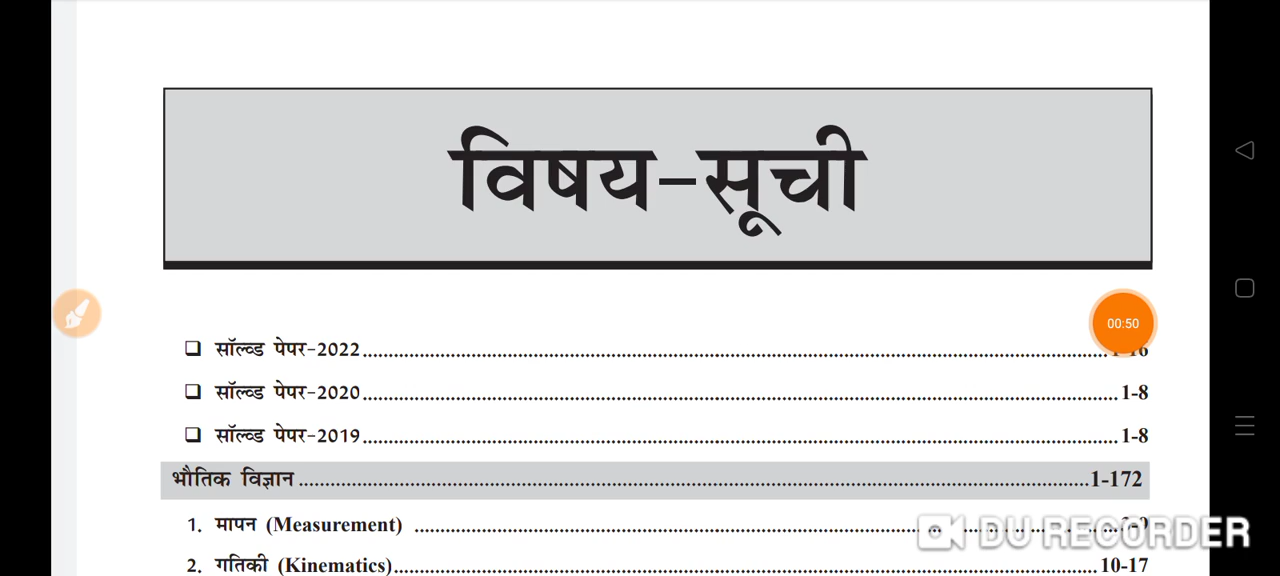 विषय-सूची
00:50
❑ सॉल्व्ड पेपर-2022
❑ सॉल्व्ड पेपर-2020 1-8
❑ सॉल्व्ड पेपर-2019 1-8
भौतिक विज्ञान 1-172
1. मापन (Measurement)
DU RECORDER
2. गतिकी (Kinematics) 10-17